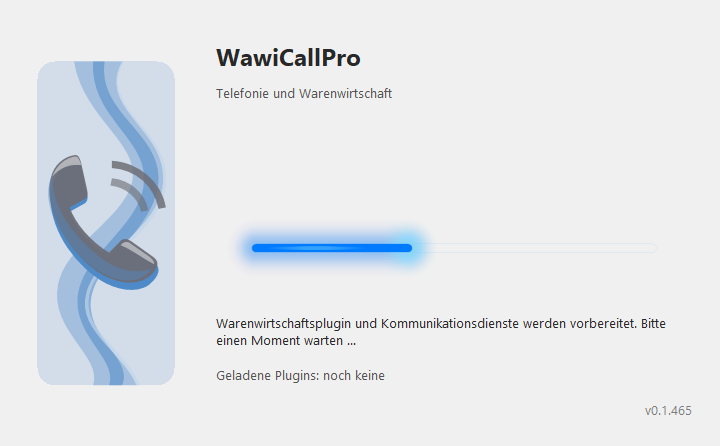 WawiCallPro
Telefonie und Warenwirtschaft
Warenwirtschaftsplugin und Kommunikationsdienste werden vorbereitet. Bitte
einen Moment warten ...
Geladene Plugins: noch keine
v0.1.465